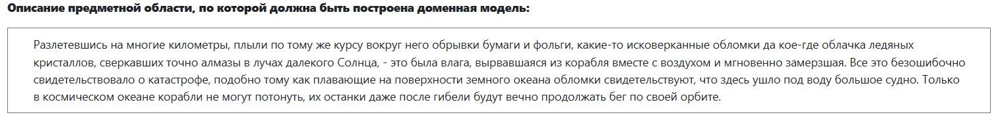 Описание предметной области, по которой должна быть построена доменная модель:
Разлетевшись на многие километры, плыли по тому же курсу вокруг него обрывки бумаги и фольги, какие-то исковерканные обломки да кое-где облачка ледяных
кристаллов, сверкавших точно алмазы в лучах далекого Солнца, - это была влага, вырвавшаяся из корабля вместе с воздухом и мгновенно замерзшая. Все это безошибочно
свидетельствовало о катастрофе, подобно тому как плавающие на поверхности земного океана обломки свидетельствуют, что здесь ушло под воду большое судно. Только
в космическом океане корабли не могут потонуть, их останки даже после гибели будут вечно продолжать бег по своей орбите.